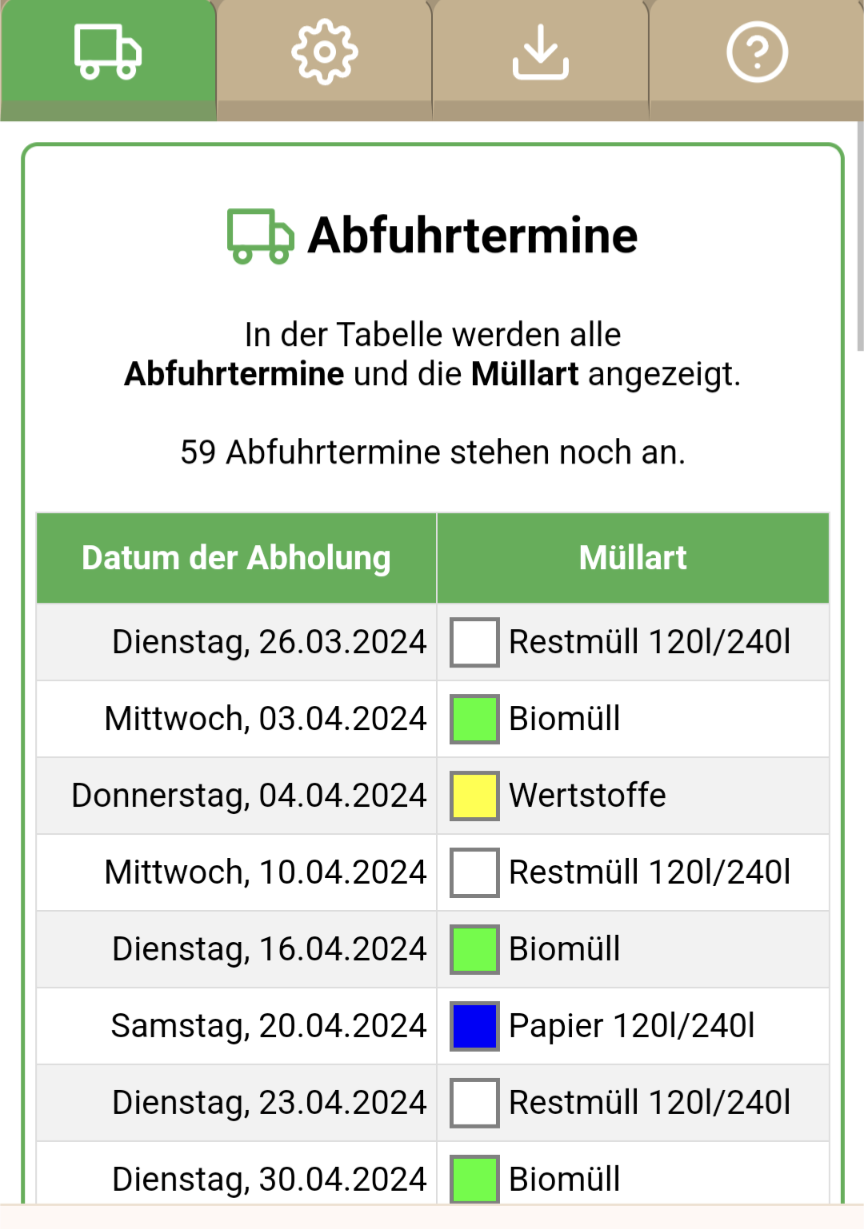 Abfuhrtermine
In der Tabelle werden alle
Abfuhrtermine und die Müllart angezeigt.
59 Abfuhrtermine stehen noch an.
Datum der Abholung Müllart
Dienstag, 26.03.2024 Restmüll 120l/240l
Mittwoch, 03.04.2024 Biomüll
Donnerstag, 04.04.2024 Wertstoffe
Mittwoch, 10.04.2024 Restmüll 120l/240l
Dienstag, 16.04.2024 Biomüll
Samstag, 20.04.2024 Papier 120l/240l
Dienstag, 23.04.2024 Restmüll 120l/240l
Dienstag, 30.04.2024 Biomüll